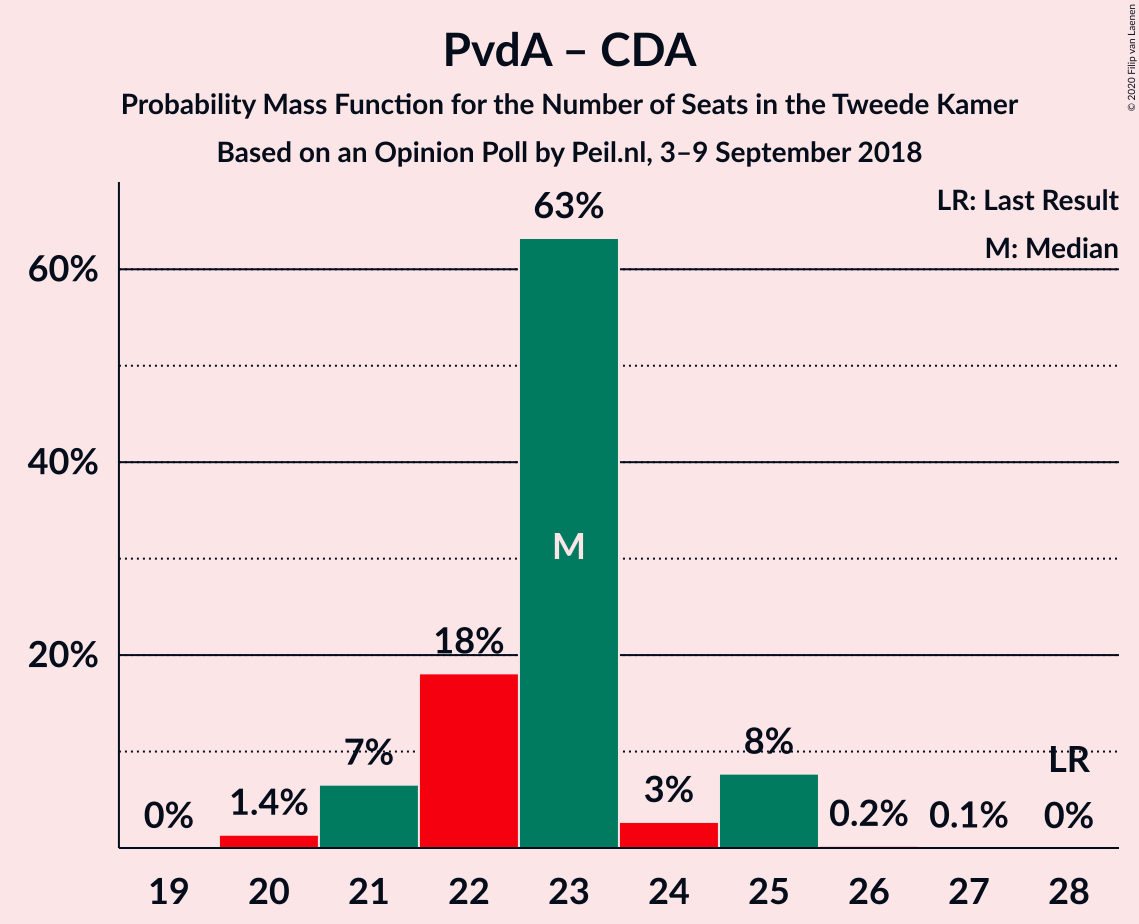 PvdA – CDA
Probability Mass Function for the Number of Seats in the Tweede Kamer
Based on an Opinion Poll by Peil.nl, 3–9 September 2018
© 2020 Filip van Laenen
LR: Last Result
M: Median
63%
60%
40%
M
20%
18%
7%
8%
LR
0%
1.4%
3%
0.2%
0.1%
0%
19 20 21 22 23 24 25 26 27 28